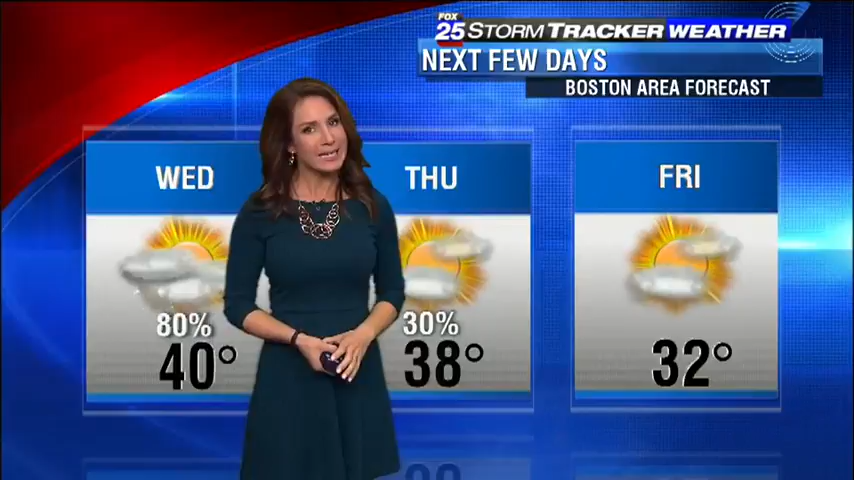 FOX
25 STORM TRACKER WEATHER
NEXT FEW DAYS
BOSTON AREA FORECAST
WED
THU
FRI
80%
30%
40°
38°
32°